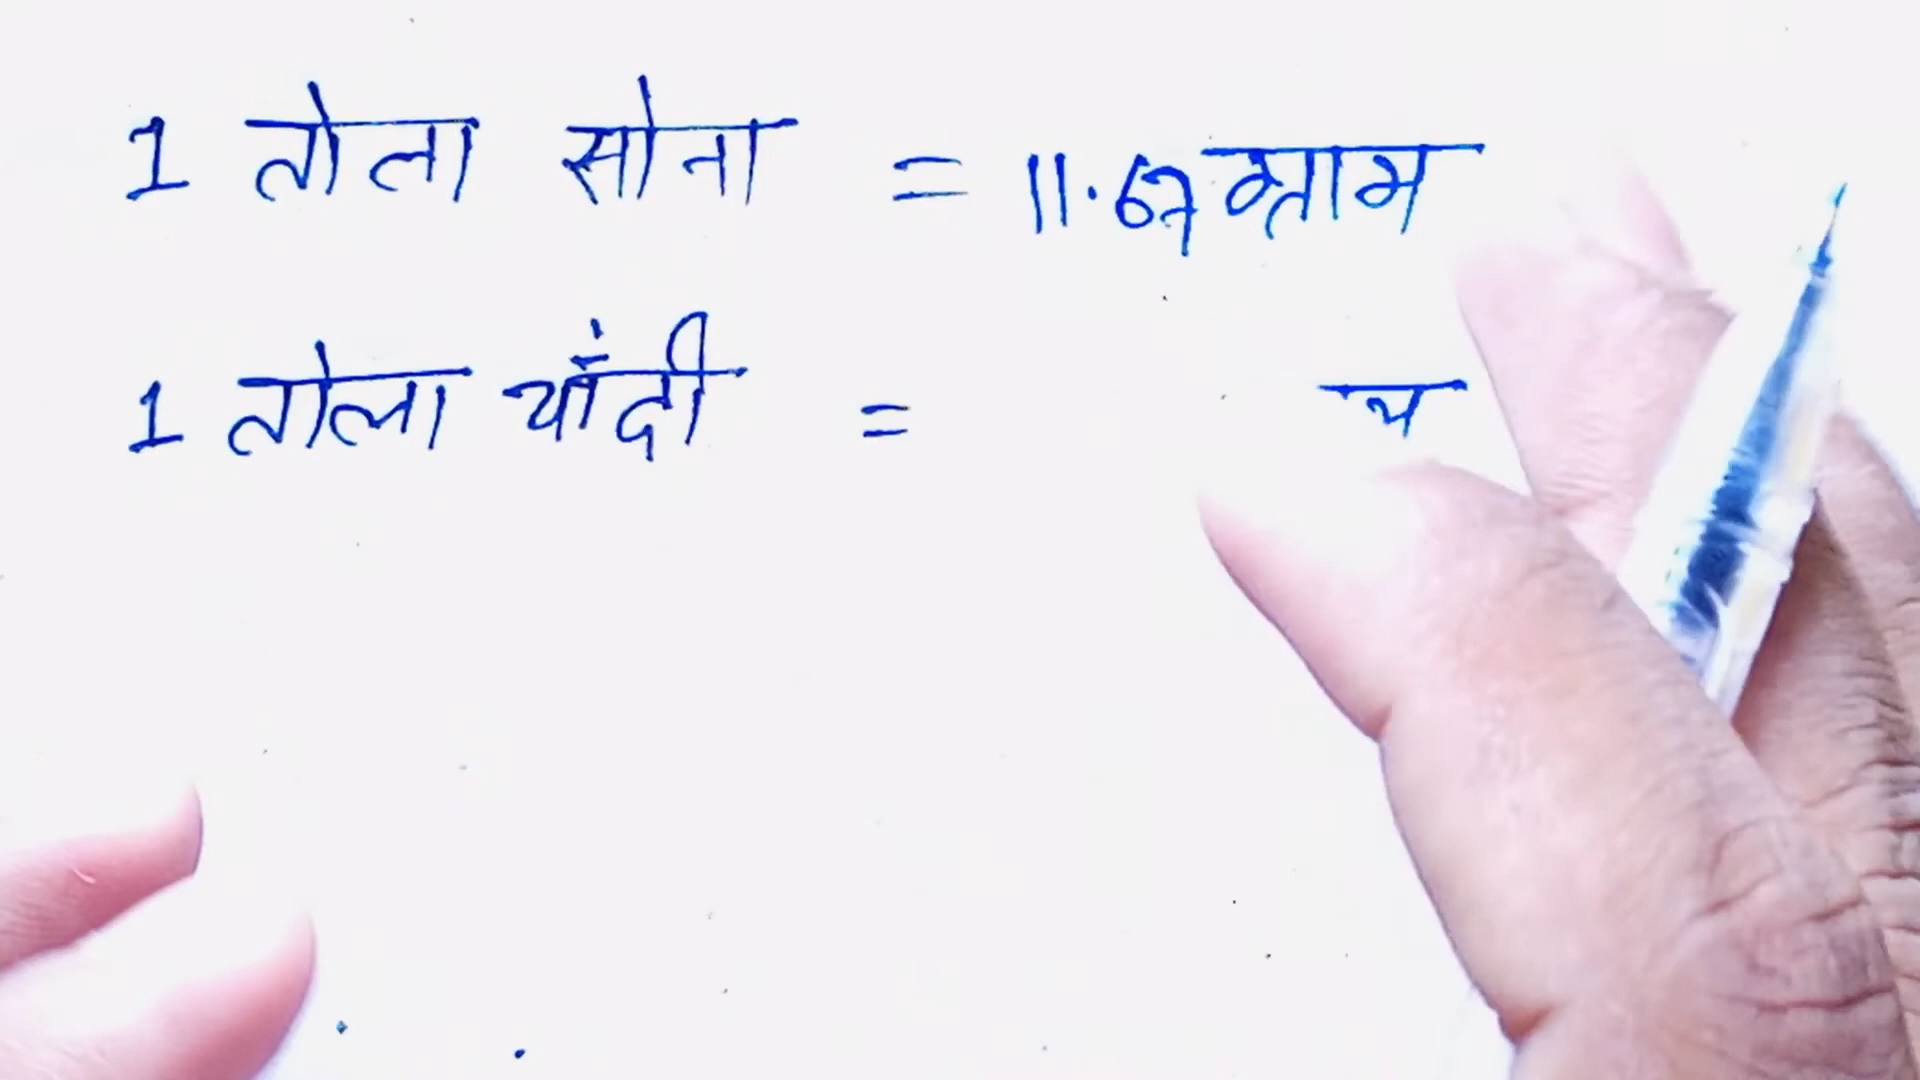 1 तोला सोना = 11.67 ग्राम
1 तोला चाँदी =